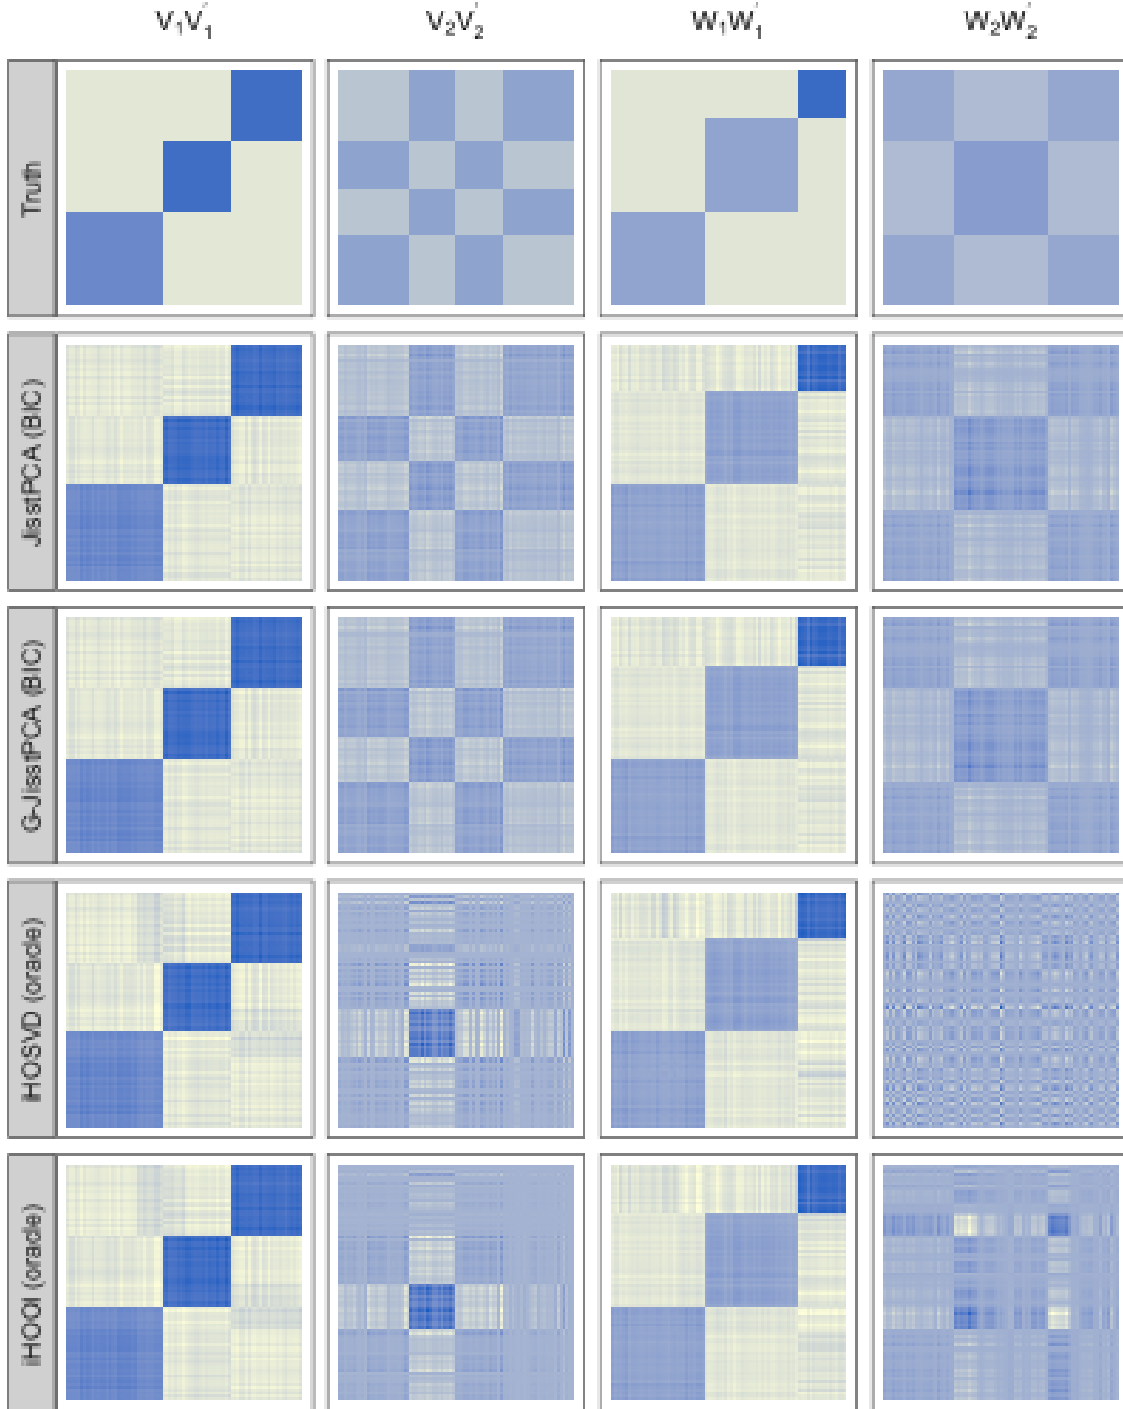 V₁V₁′ V₂V₂′ W₁W₁′ W₂W₂′
Truth
JisstPCA (BIC)
G-JisstPCA (BIC)
iHOSVD (oracle)
iHOOI (oracle)